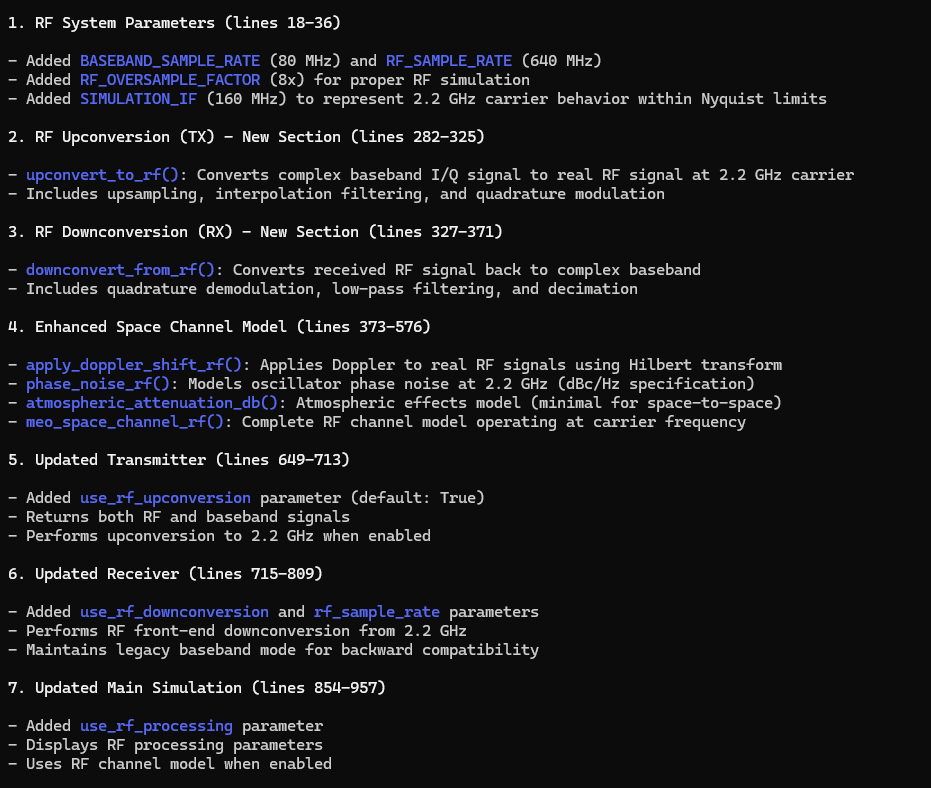 1. RF System Parameters (lines 18-36)
- Added BASEBAND_SAMPLE_RATE (80 MHz) and RF_SAMPLE_RATE (640 MHz)
- Added RF_OVERSAMPLE_FACTOR (8x) for proper RF simulation
- Added SIMULATION_IF (160 MHz) to represent 2.2 GHz carrier behavior within Nyquist limits
2. RF Upconversion (TX) - New Section (lines 282-325)
- upconvert_to_rf(): Converts complex baseband I/Q signal to real RF signal at 2.2 GHz carrier
- Includes upsampling, interpolation filtering, and quadrature modulation
3. RF Downconversion (RX) - New Section (lines 327-371)
- downconvert_from_rf(): Converts received RF signal back to complex baseband
- Includes quadrature demodulation, low-pass filtering, and decimation
4. Enhanced Space Channel Model (lines 373-576)
- apply_doppler_shift_rf(): Applies Doppler to real RF signals using Hilbert transform
- phase_noise_rf(): Models oscillator phase noise at 2.2 GHz (dBc/Hz specification)
- atmospheric_attenuation_db(): Atmospheric effects model (minimal for space-to-space)
- meo_space_channel_rf(): Complete RF channel model operating at carrier frequency
5. Updated Transmitter (lines 649-713)
- Added use_rf_upconversion parameter (default: True)
- Returns both RF and baseband signals
- Performs upconversion to 2.2 GHz when enabled
6. Updated Receiver (lines 715-809)
- Added use_rf_downconversion and rf_sample_rate parameters
- Performs RF front-end downconversion from 2.2 GHz
- Maintains legacy baseband mode for backward compatibility
7. Updated Main Simulation (lines 854-957)
- Added use_rf_processing parameter
- Displays RF processing parameters
- Uses RF channel model when enabled